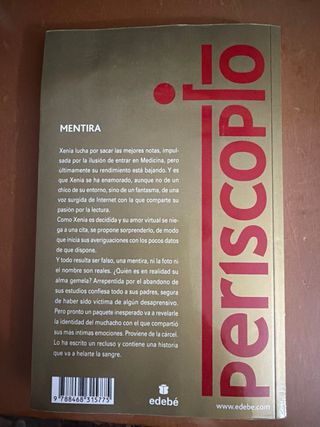 MENTIRA
Xenia lucha por sacar las mejores notas, impul-
sada por la ilusión de entrar en Medicina, pero
últimamente su rendimiento está bajando. Y es
que Xenia se ha enamorado, aunque no de un
chico de su entorno, sino de un fantasma, de una
voz surgida de Internet con la que comparte su
pasión por la lectura.
Como Xenia es decidida y su amor virtual se nie-
ga a una cita, se propone sorprenderlo, de modo
que inicia sus averiguaciones con los pocos datos
de que dispone.
Y todo resulta ser falso, una mentira, ni la foto ni
el nombre son reales. ¿Quién es en realidad su
alma gemela? Arrepentida por el abandono de
sus estudios confiesa todo a sus padres, segura
de haber sido víctima de algún desaprensivo.
Pero pronto un paquete inesperado va a revelarle
la identidad del muchacho con el que compartió
sus más íntimas emociones. Proviene de la cárcel.
Lo ha escrito un recluso y contiene una historia
que va a helarte la sangre.
periscopio
9 788468 315775
edebé
www.edebe.com